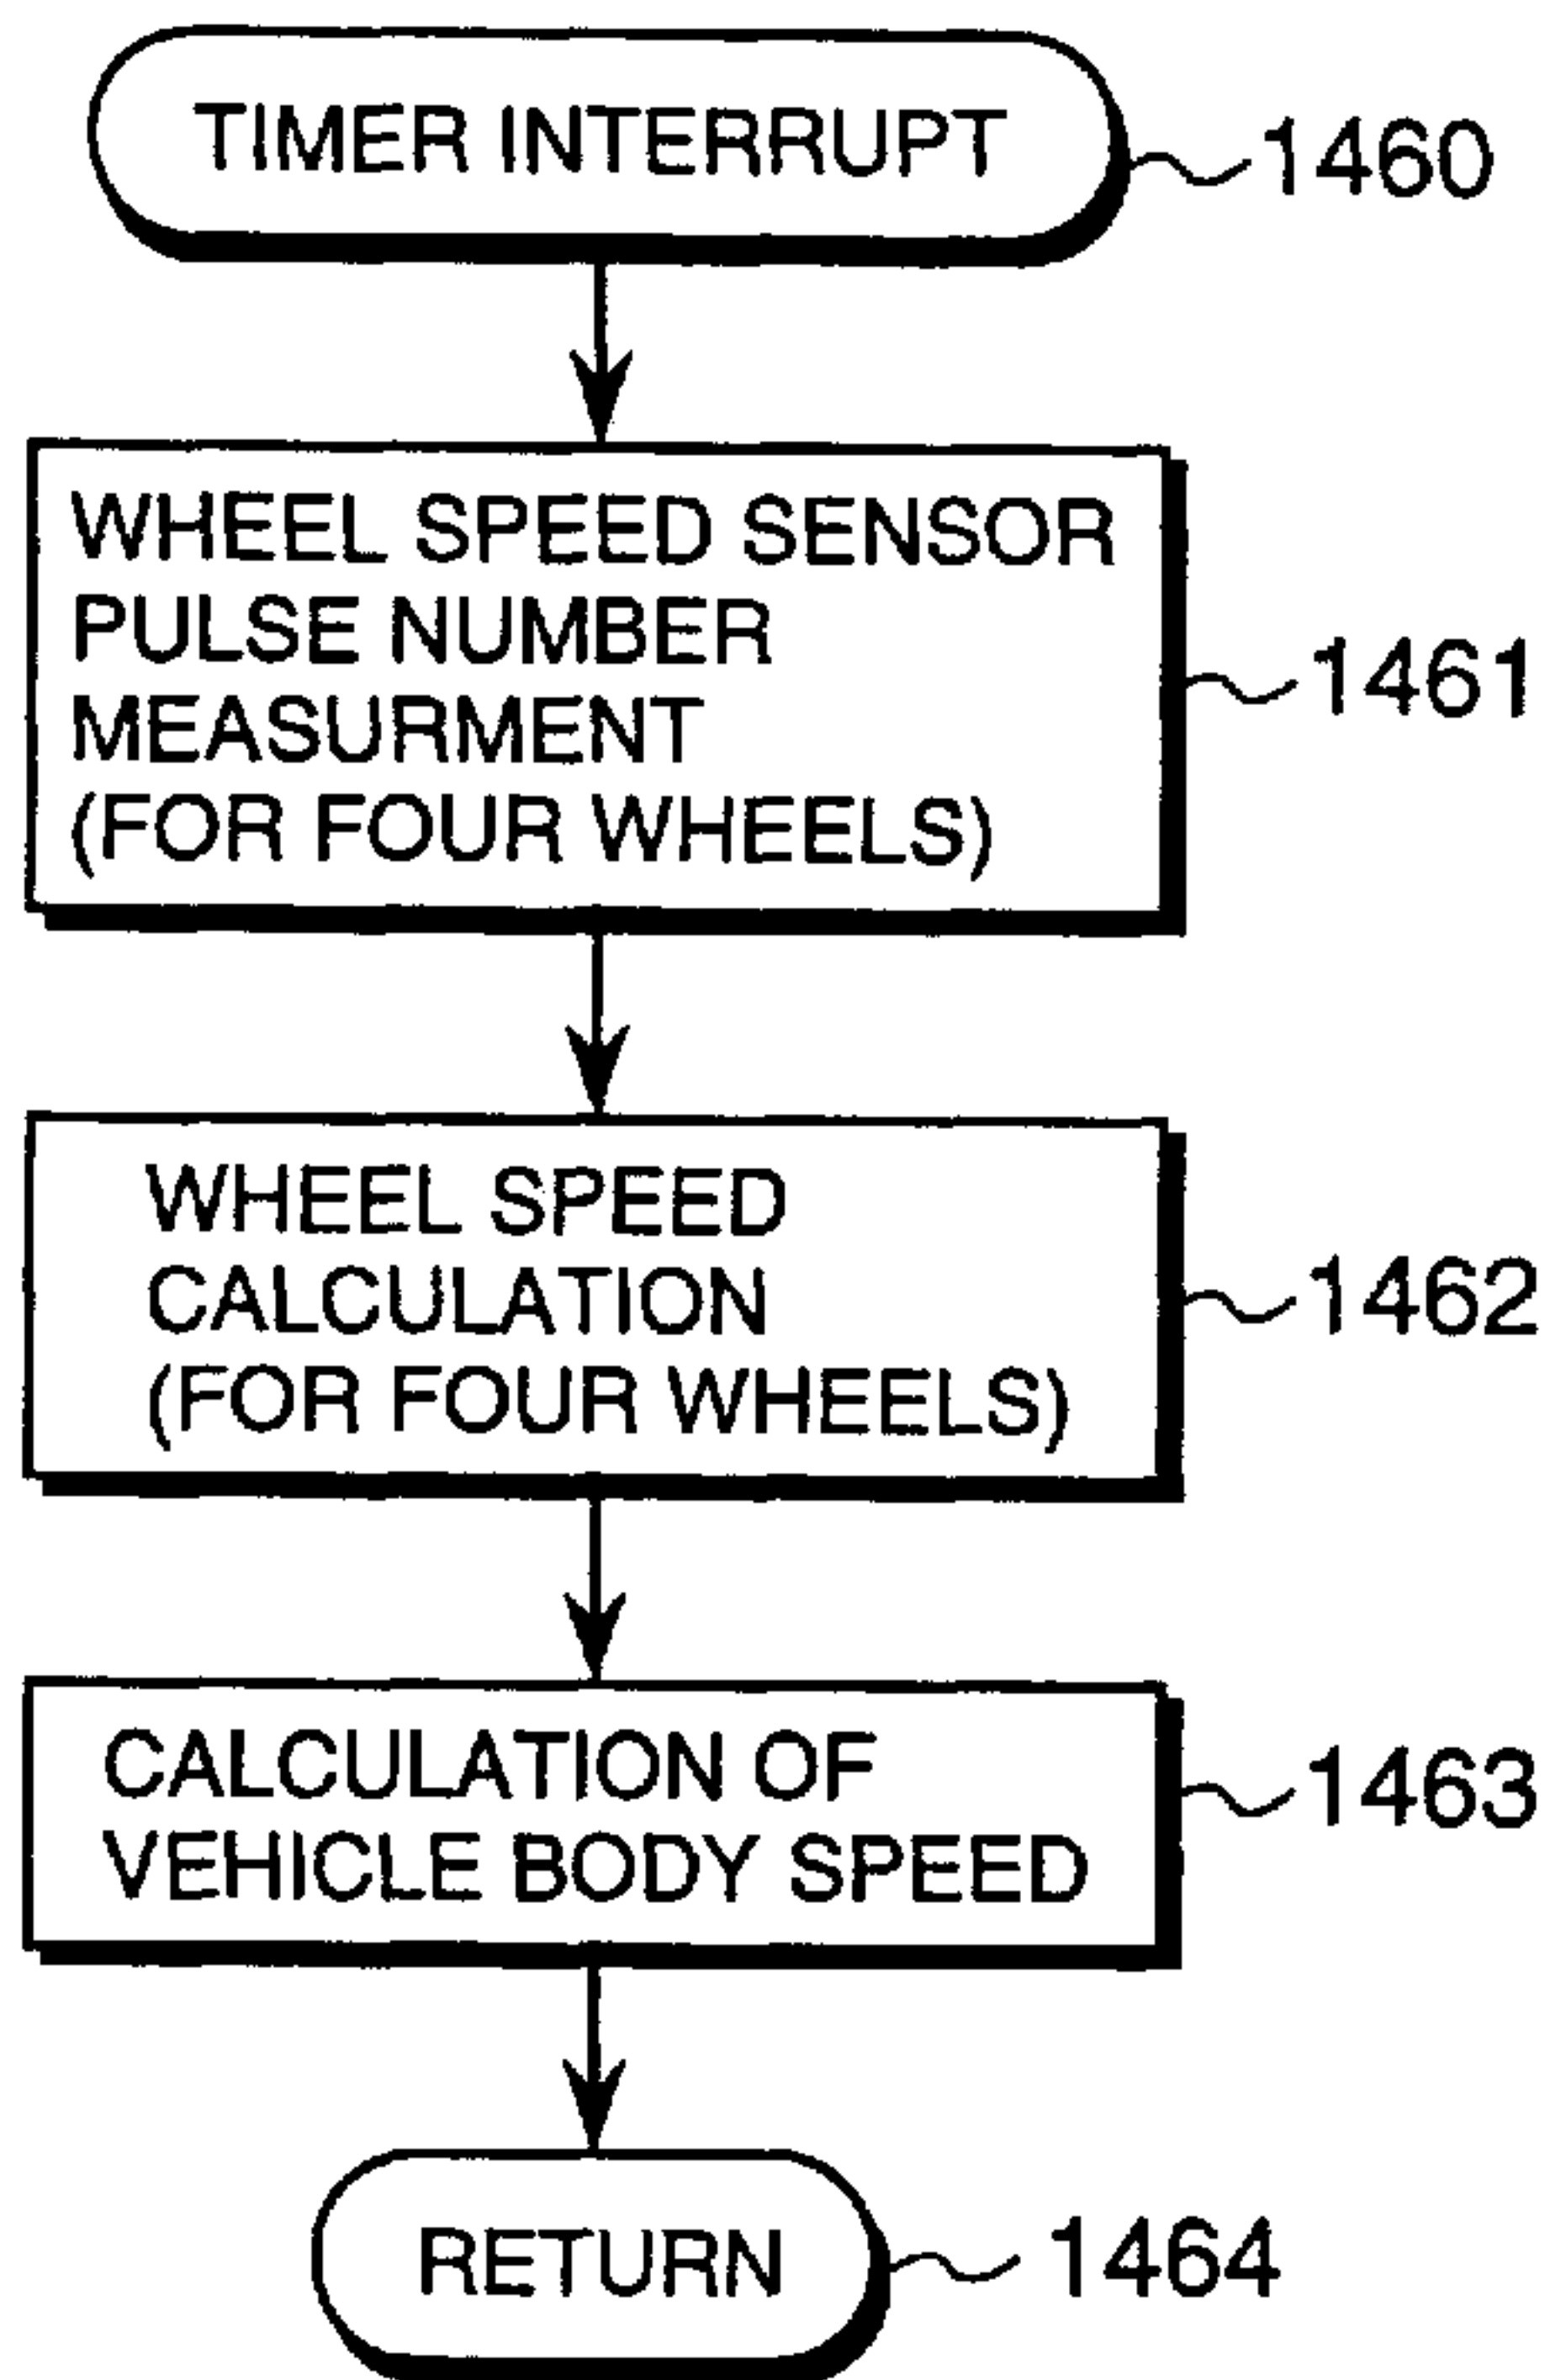 TIMER INTERRUPT
1460
WHEEL SPEED SENSOR
PULSE NUMBER
MEASURMENT
(FOR FOUR WHEELS)
1461
WHEEL SPEED
CALCULATION
(FOR FOUR WHEELS)
1462
CALCULATION OF
VEHICLE BODY SPEED
1463
RETURN
1464